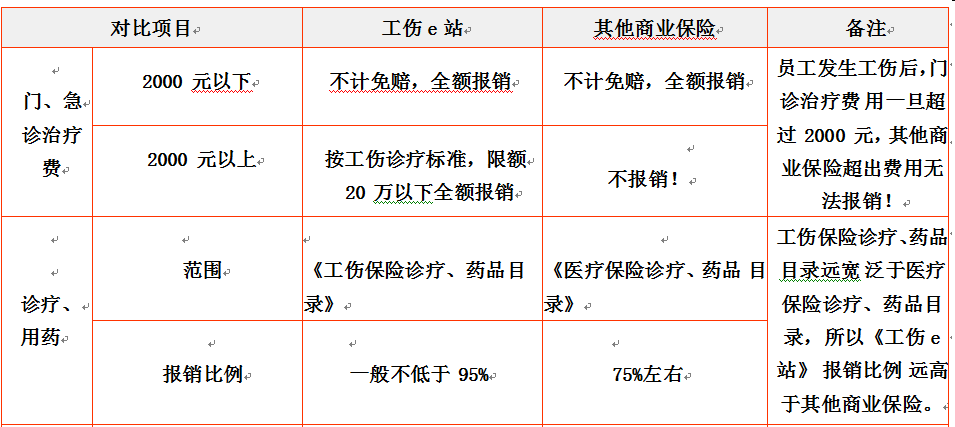 对比项目 工伤e站 其他商业保险 备注
门、急
诊治疗
费
2000 元以下
不计免赔，全额报销
不计免赔，全额报销
员工发生工伤后，门
诊治疗费 用一旦超
过 2000 元，其他商
业保险超出费用无
法报销！
2000 元以上
按工伤诊疗标准，限额
20 万以下全额报销
不报销！
诊疗、
用药
范围
《工伤保险诊疗、药品目
录》
《医疗保险诊疗、药品 目
录》
工伤保险诊疗、药品
目录远宽 泛于医疗
保险诊疗、药品目
录，所以《工伤e
站》 报销比例 远高
于其他商业保险。
报销比例
一般不低于 95%
75%左右